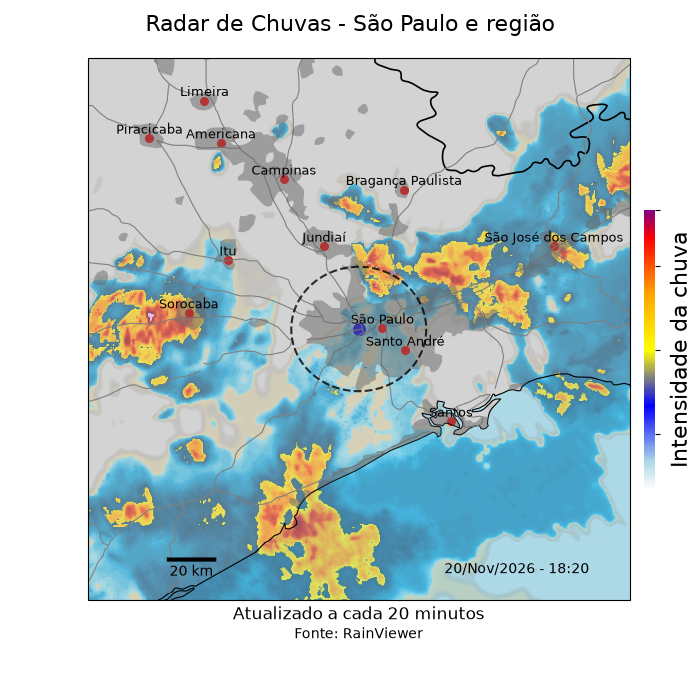 Radar de Chuvas - São Paulo e região
Limeira
Piracicaba
Americana
Campinas
Bragança Paulista
Jundiaí
São José dos Campos
Itu
Sorocaba
São Paulo
Santo André
Santos
Intensidade da chuva
20 km
20/Nov/2026 - 18:20
Atualizado a cada 20 minutos
Fonte: RainViewer